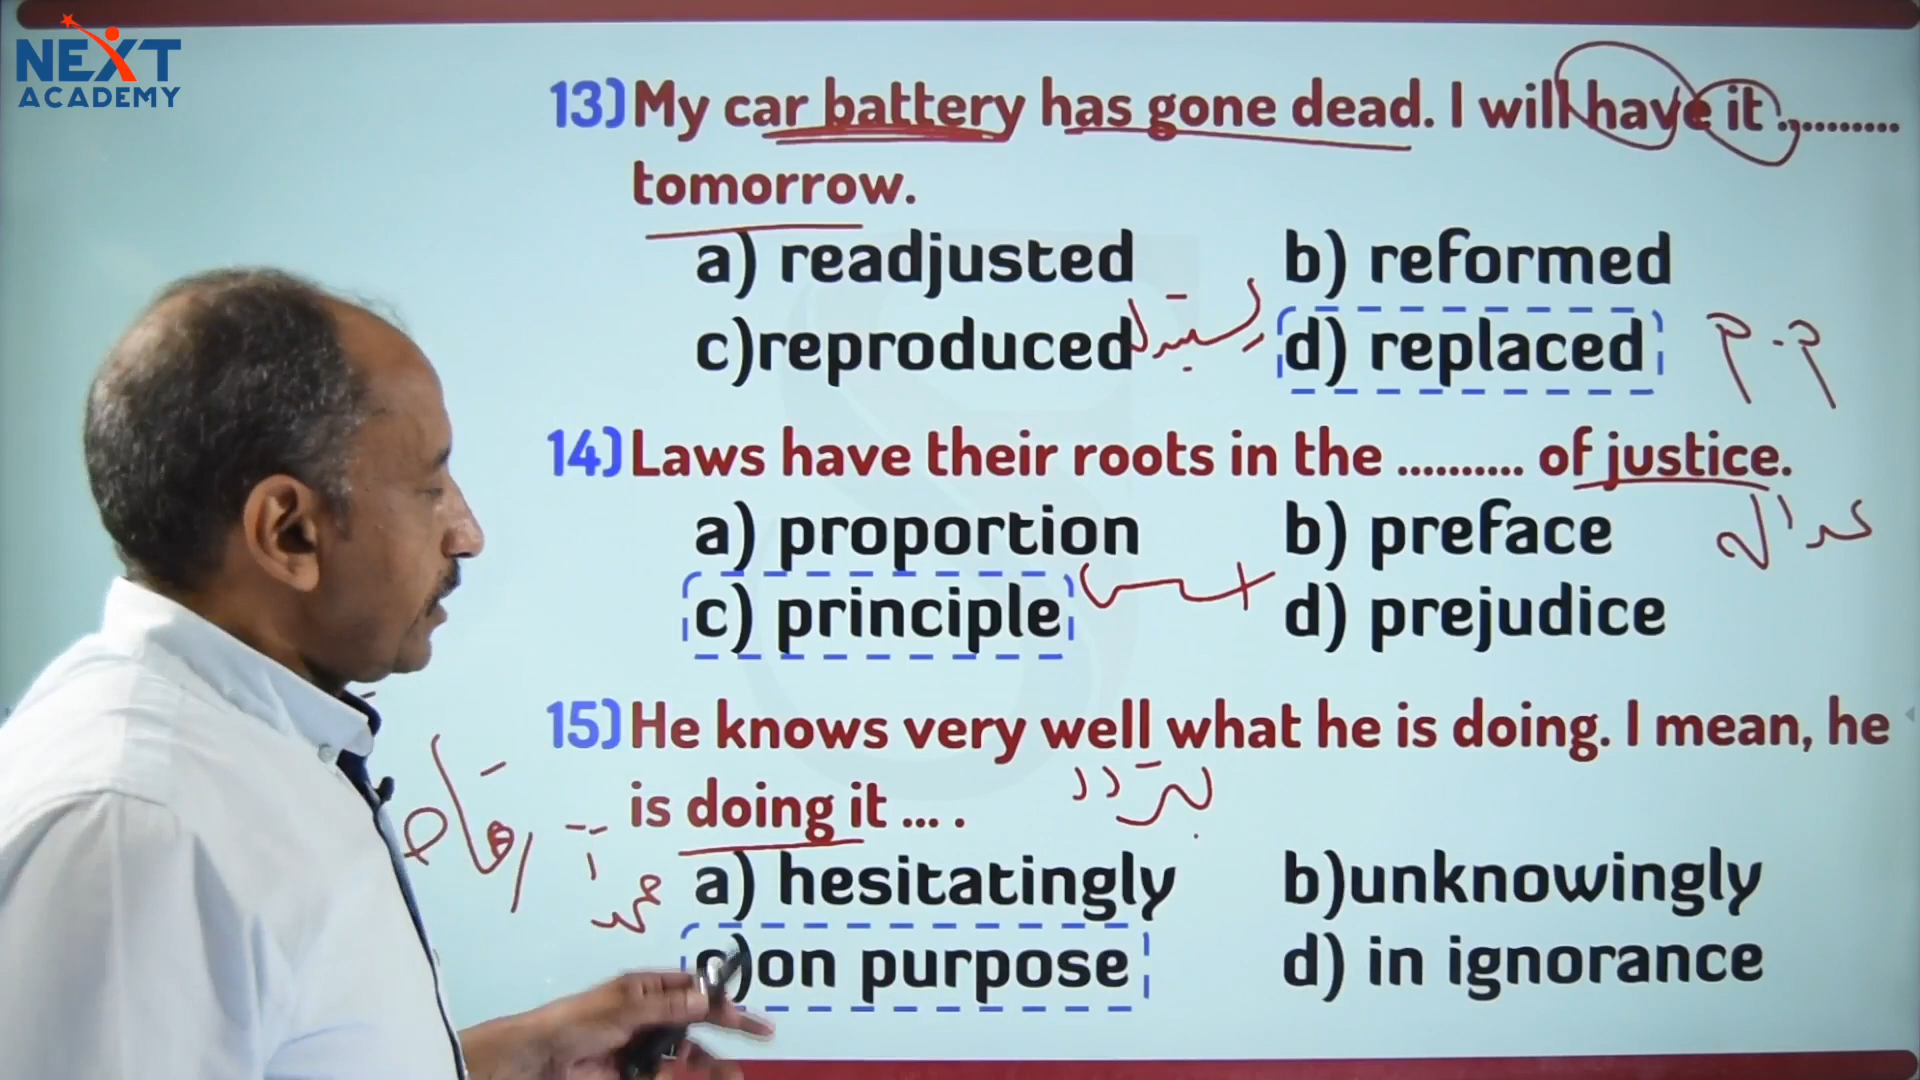 NEXT
ACADEMY
13) My car battery has gone dead. I will have it ..........
tomorrow.
a) readjusted b) reformed
c)reproduced يستبدل d) replaced P.P
14) Laws have their roots in the .......... of justice.
a) proportion b) preface
c) principle d) prejudice
15) He knows very well what he is doing. I mean, he
is doing it ... .
a) hesitatingly b)unknowingly
c)on purpose d) in ignorance